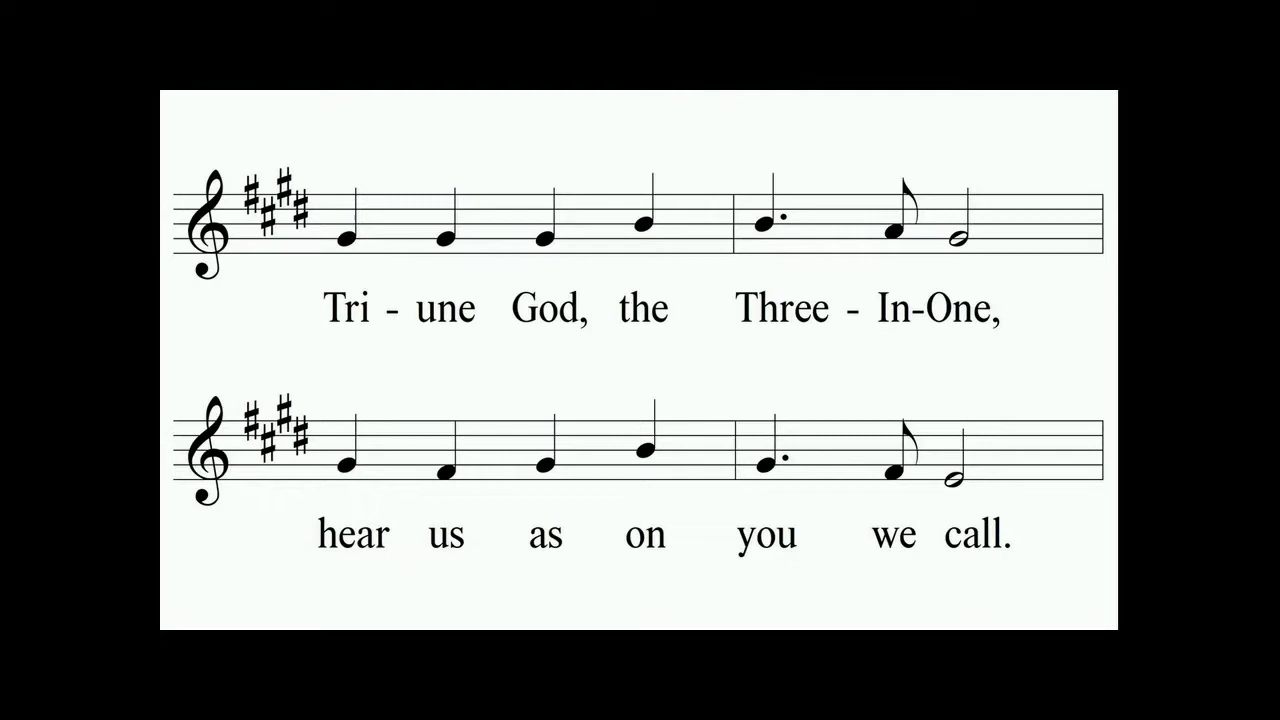 Tri - une God, the Three - In-One,
hear us as on you we call.